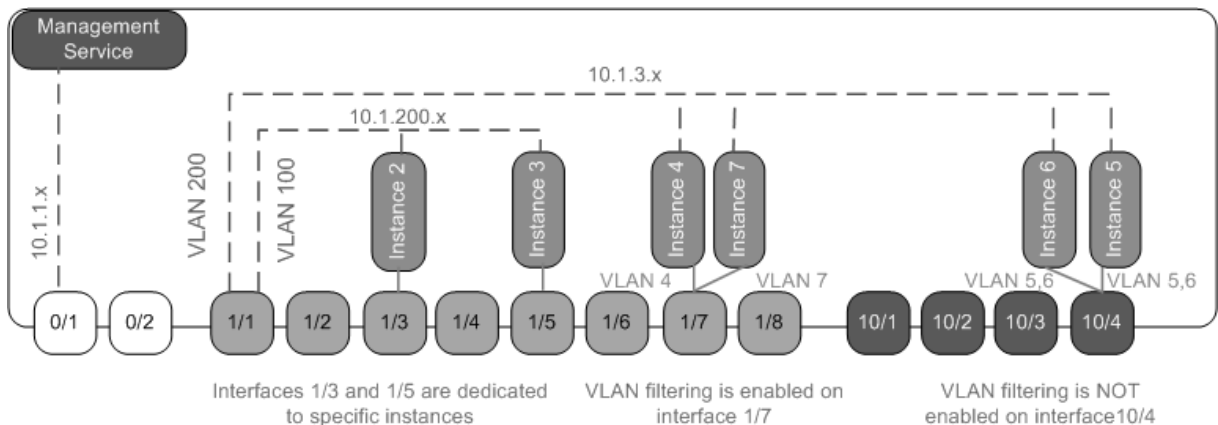 Management
Service
10.1.3.x
10.1.200.x
10.1.1.x
VLAN 200
VLAN 100
Instance 2
Instance 3
Instance 4
Instance 7
Instance 6
Instance 5
VLAN 4
VLAN 7
VLAN 5,6
VLAN 5,6
0/1
0/2
1/1
1/2
1/3
1/4
1/5
1/6
1/7
1/8
10/1
10/2
10/3
10/4
Interfaces 1/3 and 1/5 are dedicated
to specific instances
VLAN filtering is enabled on
interface 1/7
VLAN filtering is NOT
enabled on interface10/4